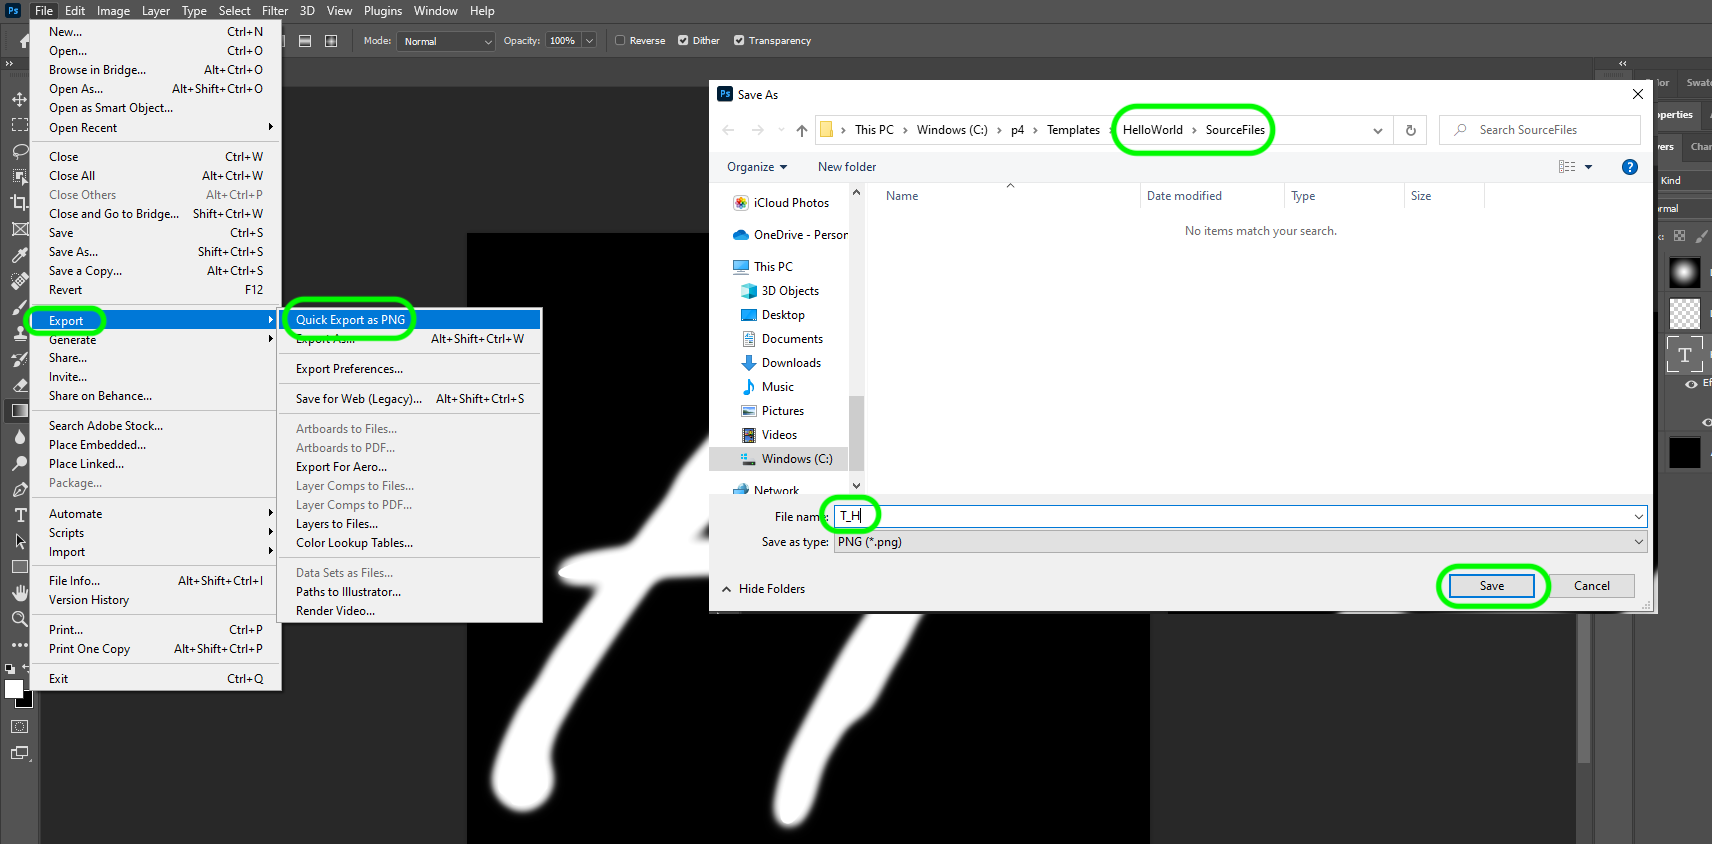 Ps File Edit Image Layer Type Select Filter 3D View Plugins Window Help
Mode: Normal Opacity: 100% Reverse Dither Transparency
New... Ctrl+N
Open... Ctrl+O
Browse in Bridge... Alt+Ctrl+O
Open As... Alt+Shift+Ctrl+O
Open as Smart Object...
Open Recent
Close Ctrl+W
Close All Alt+Ctrl+W
Close Others Alt+Ctrl+P
Close and Go to Bridge... Shift+Ctrl+W
Save Ctrl+S
Save As... Shift+Ctrl+S
Save a Copy... Alt+Ctrl+S
Revert F12
Export
Generate
Share...
Invite...
Share on Behance...
Search Adobe Stock...
Place Embedded...
Place Linked...
Package...
Automate
Scripts
Import
File Info... Alt+Shift+Ctrl+I
Version History
Print... Ctrl+P
Print One Copy Alt+Shift+Ctrl+P
Exit Ctrl+Q
Quick Export as PNG
Export As... Alt+Shift+Ctrl+W
Export Preferences...
Save for Web (Legacy)... Alt+Shift+Ctrl+S
Artboards to Files...
Artboards to PDF...
Export For Aero...
Layer Comps to Files...
Layer Comps to PDF...
Layers to Files...
Color Lookup Tables...
Data Sets as Files...
Paths to Illustrator...
Render Video...
Ps Save As
This PC Windows (C:) p4 Templates HelloWorld SourceFiles Search SourceFiles
Organize New folder
Name Date modified Type Size
No items match your search.
iCloud Photos
OneDrive - Person
This PC
3D Objects
Desktop
Documents
Downloads
Music
Pictures
Videos
Windows (C:)
Network
File name: T_H
Save as type: PNG (*.png)
Hide Folders Save Cancel
lor Swatc
operties
yers Char
Kind
rmal
T
Ef
H